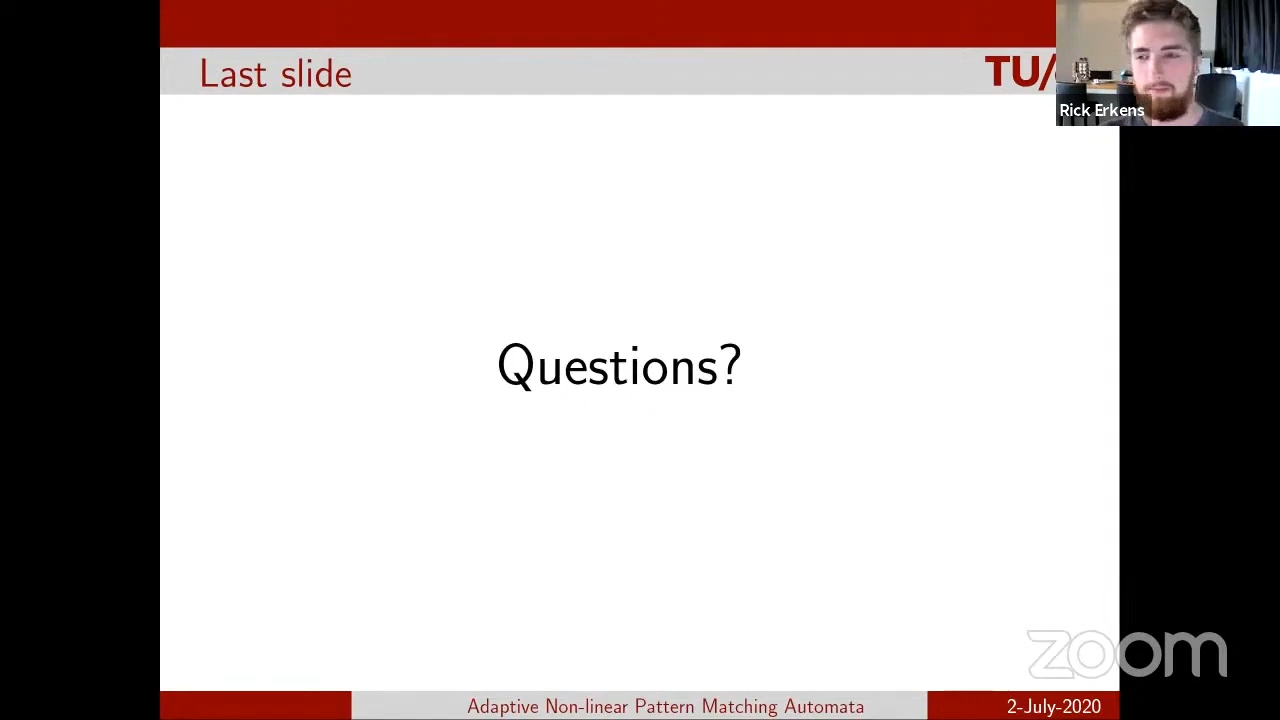 Last slide
TU/
Rick Erkens
Questions?
zoom
Adaptive Non-linear Pattern Matching Automata
2-July-2020